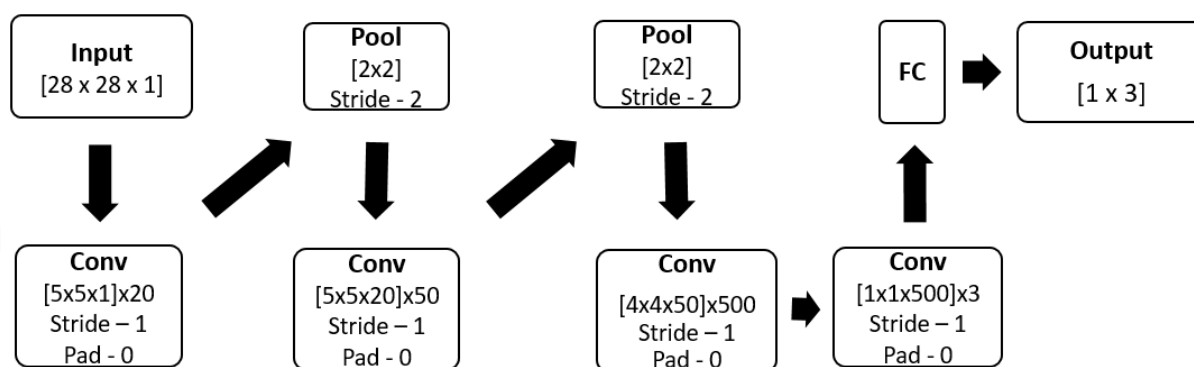 Input
[28 x 28 x 1]
Conv
[5x5x1]x20
Stride – 1
Pad - 0
Pool
[2x2]
Stride - 2
Conv
[5x5x20]x50
Stride – 1
Pad - 0
Pool
[2x2]
Stride - 2
Conv
[4x4x50]x500
Stride – 1
Pad - 0
Conv
[1x1x500]x3
Stride – 1
Pad - 0
FC
Output
[1 x 3]